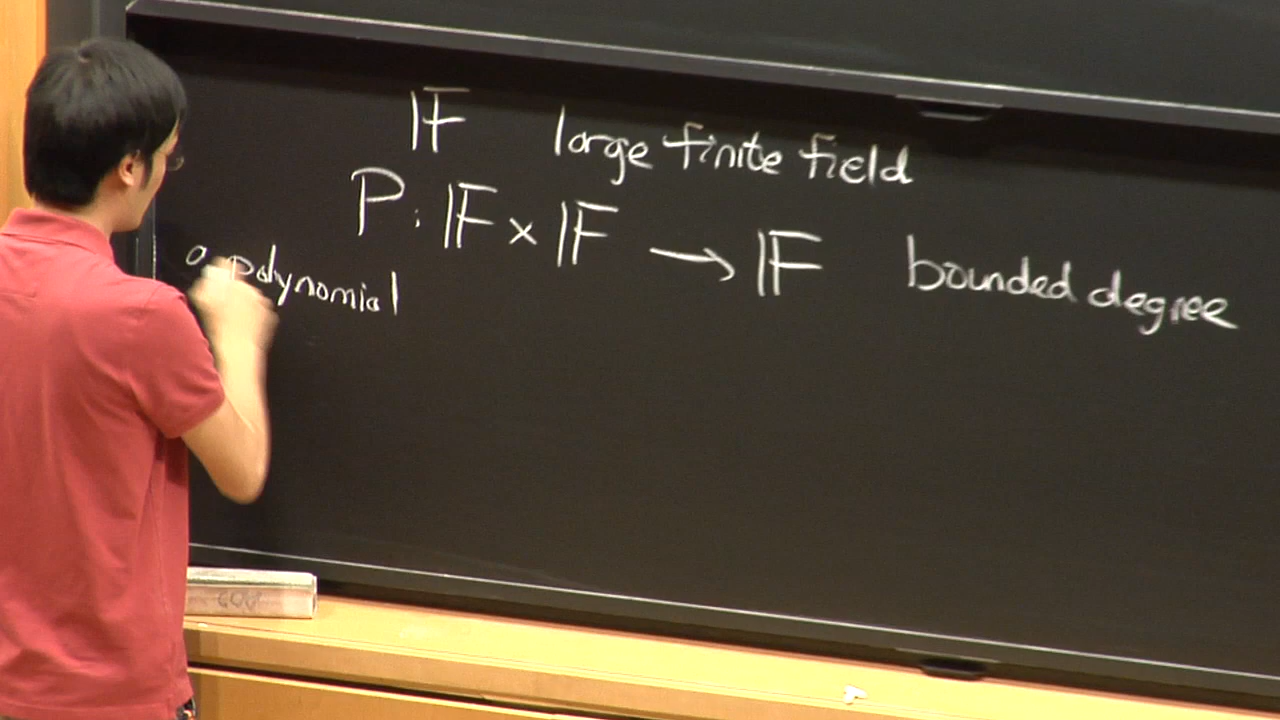 𝔽 large finite field
P : 𝔽 × 𝔽 → 𝔽 bounded degree
a polynomial